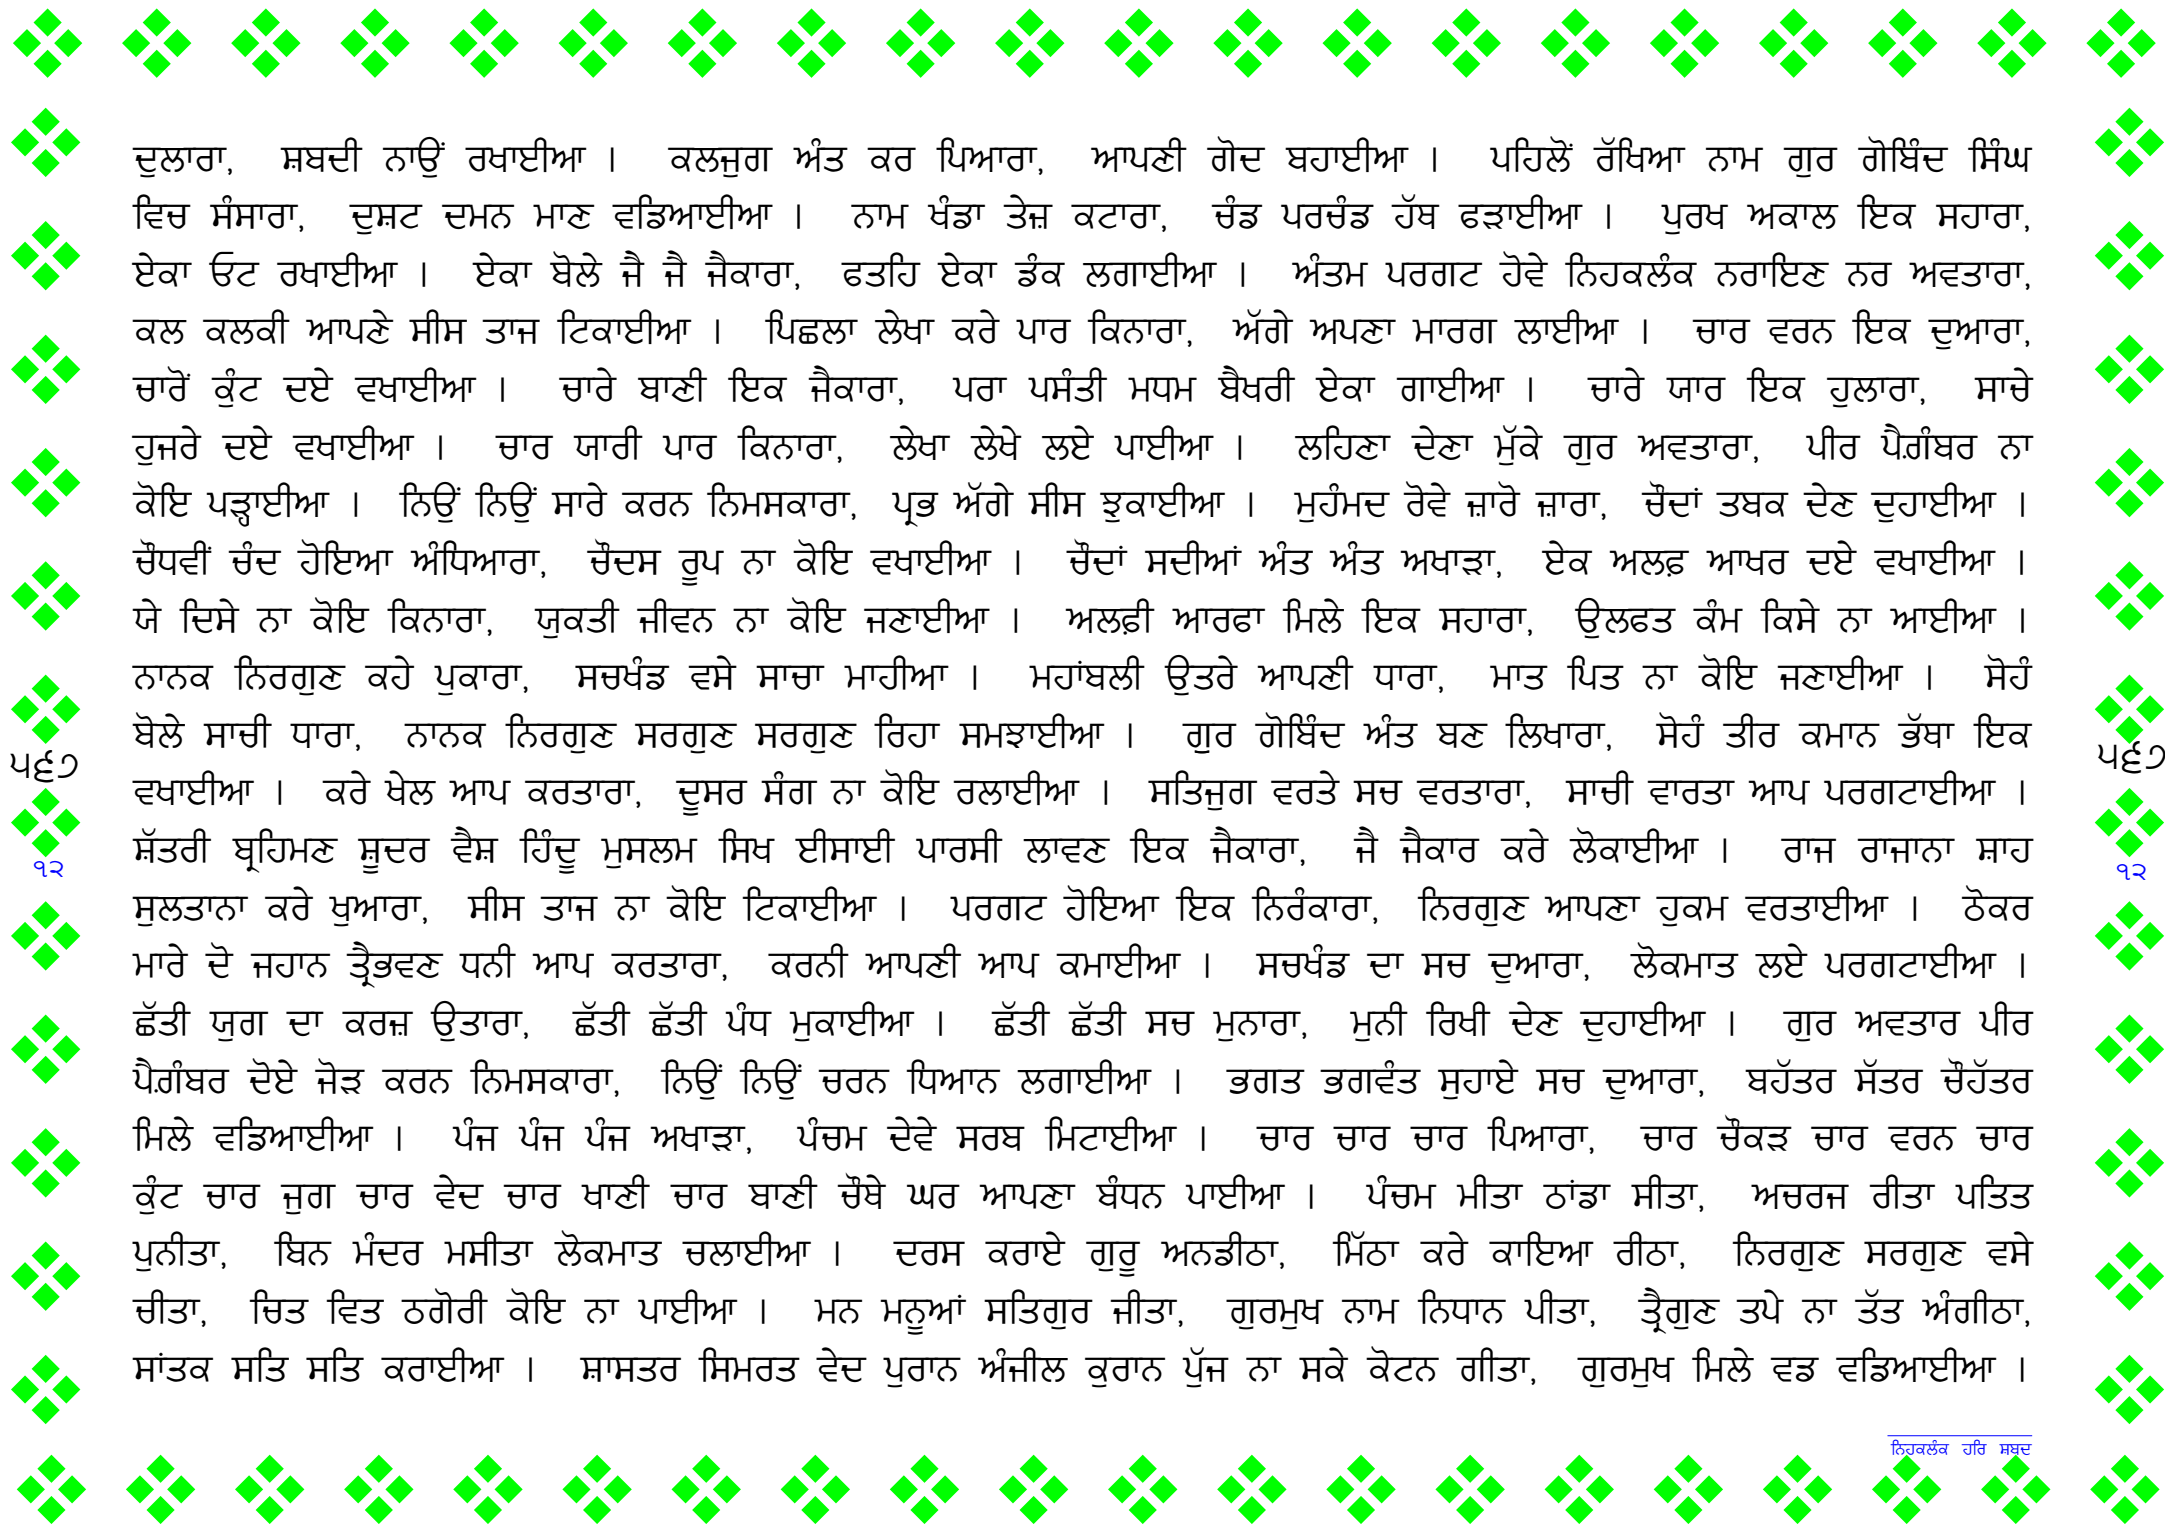 ਦੁਲਾਰਾ, ਸ਼ਬਦੀ ਨਾਉਂ ਰਖਾਈਆ । ਕਲਜੁਗ ਅੰਤ ਕਰ ਪਿਆਰਾ, ਆਪਣੀ ਗੋਦ ਬਹਾਈਆ । ਪਹਿਲੋਂ ਰੱਖਿਆ ਨਾਮ ਗੁਰ ਗੋਬਿੰਦ ਸਿੰਘ
ਵਿਚ ਸੰਸਾਰਾ, ਦੁਸ਼ਟ ਦਮਨ ਮਾਣ ਵਡਿਆਈਆ । ਨਾਮ ਖੰਡਾ ਤੇਜ਼ ਕਟਾਰਾ, ਚੰਡ ਪਰਚੰਡ ਹੱਥ ਫੜਾਈਆ । ਪੁਰਖ ਅਕਾਲ ਇਕ ਸਹਾਰਾ,
ਏਕਾ ਓਟ ਰਖਾਈਆ । ਏਕਾ ਬੋਲੇ ਜੈ ਜੈ ਜੈਕਾਰਾ, ਫਤਹਿ ਏਕਾ ਡੰਕ ਲਗਾਈਆ । ਅੰਤਮ ਪਰਗਟ ਹੋਵੇ ਨਿਹਕਲੰਕ ਨਰਾਇਣ ਨਰ ਅਵਤਾਰਾ,
ਕਲ ਕਲਕੀ ਆਪਣੇ ਸੀਸ ਤਾਜ ਟਿਕਾਈਆ । ਪਿਛਲਾ ਲੇਖਾ ਕਰੇ ਪਾਰ ਕਿਨਾਰਾ, ਅੱਗੇ ਅਪਣਾ ਮਾਰਗ ਲਾਈਆ । ਚਾਰ ਵਰਨ ਇਕ ਦੁਆਰਾ,
ਚਾਰੋਂ ਕੁੰਟ ਦਏ ਵਖਾਈਆ । ਚਾਰੇ ਬਾਣੀ ਇਕ ਜੈਕਾਰਾ, ਪਰਾ ਪਸੰਤੀ ਮਧਮ ਬੈਖਰੀ ਏਕਾ ਗਾਈਆ । ਚਾਰੇ ਯਾਰ ਇਕ ਹੁਲਾਰਾ, ਸਾਚੇ
ਹੁਜਰੇ ਦਏ ਵਖਾਈਆ । ਚਾਰ ਯਾਰੀ ਪਾਰ ਕਿਨਾਰਾ, ਲੇਖਾ ਲੇਖੇ ਲਏ ਪਾਈਆ । ਲਹਿਣਾ ਦੇਣਾ ਮੁੱਕੇ ਗੁਰ ਅਵਤਾਰਾ, ਪੀਰ ਪੈਗ਼ੰਬਰ ਨਾ
ਕੋਇ ਪੜ੍ਹਾਈਆ । ਨਿਉਂ ਨਿਉਂ ਸਾਰੇ ਕਰਨ ਨਿਮਸਕਾਰਾ, ਪ੍ਰਭ ਅੱਗੇ ਸੀਸ ਝੁਕਾਈਆ । ਮੁਹੰਮਦ ਰੋਵੇ ਜ਼ਾਰੋ ਜ਼ਾਰਾ, ਚੌਦਾਂ ਤਬਕ ਦੇਣ ਦੁਹਾਈਆ ।
ਚੌਧਵੀਂ ਚੰਦ ਹੋਇਆ ਅੰਧਿਆਰਾ, ਚੌਦਸ ਰੂਪ ਨਾ ਕੋਇ ਵਖਾਈਆ । ਚੌਦਾਂ ਸਦੀਆਂ ਅੰਤ ਅੰਤ ਅਖਾੜਾ, ਏਕ ਅਲਫ਼ ਆਖਰ ਦਏ ਵਖਾਈਆ ।
ਯੇ ਦਿਸੇ ਨਾ ਕੋਇ ਕਿਨਾਰਾ, ਯੁਕਤੀ ਜੀਵਨ ਨਾ ਕੋਇ ਜਣਾਈਆ । ਅਲਫ਼ੀ ਆਰਫਾ ਮਿਲੇ ਇਕ ਸਹਾਰਾ, ਉਲਫਤ ਕੰਮ ਕਿਸੇ ਨਾ ਆਈਆ ।
ਨਾਨਕ ਨਿਰਗੁਣ ਕਹੇ ਪੁਕਾਰਾ, ਸਚਖੰਡ ਵਸੇ ਸਾਚਾ ਮਾਹੀਆ । ਮਹਾਂਬਲੀ ਉਤਰੇ ਆਪਣੀ ਧਾਰਾ, ਮਾਤ ਪਿਤ ਨਾ ਕੋਇ ਜਣਾਈਆ । ਸੋਹੰ
ਬੋਲੇ ਸਾਚੀ ਧਾਰਾ, ਨਾਨਕ ਨਿਰਗੁਣ ਸਰਗੁਣ ਸਰਗੁਣ ਰਿਹਾ ਸਮਝਾਈਆ । ਗੁਰ ਗੋਬਿੰਦ ਅੰਤ ਬਣ ਲਿਖਾਰਾ, ਸੋਹੰ ਤੀਰ ਕਮਾਨ ਭੱਥਾ ਇਕ
ਵਖਾਈਆ । ਕਰੇ ਖੇਲ ਆਪ ਕਰਤਾਰਾ, ਦੂਸਰ ਸੰਗ ਨਾ ਕੋਇ ਰਲਾਈਆ । ਸਤਿਜੁਗ ਵਰਤੇ ਸਚ ਵਰਤਾਰਾ, ਸਾਚੀ ਵਾਰਤਾ ਆਪ ਪਰਗਟਾਈਆ ।
ਸ਼ੱਤਰੀ ਬ੍ਰਹਿਮਣ ਸ਼ੂਦਰ ਵੈਸ਼ ਹਿੰਦੂ ਮੁਸਲਮ ਸਿਖ ਈਸਾਈ ਪਾਰਸੀ ਲਾਵਣ ਇਕ ਜੈਕਾਰਾ, ਜੈ ਜੈਕਾਰ ਕਰੇ ਲੋਕਾਈਆ । ਰਾਜ ਰਾਜਾਨਾ ਸ਼ਾਹ
ਸੁਲਤਾਨਾ ਕਰੇ ਖੁਆਰਾ, ਸੀਸ ਤਾਜ ਨਾ ਕੋਇ ਟਿਕਾਈਆ । ਪਰਗਟ ਹੋਇਆ ਇਕ ਨਿਰੰਕਾਰਾ, ਨਿਰਗੁਣ ਆਪਣਾ ਹੁਕਮ ਵਰਤਾਈਆ । ਠੋਕਰ
ਮਾਰੇ ਦੋ ਜਹਾਨ ਤ੍ਰੈਭਵਣ ਧਨੀ ਆਪ ਕਰਤਾਰਾ, ਕਰਨੀ ਆਪਣੀ ਆਪ ਕਮਾਈਆ । ਸਚਖੰਡ ਦਾ ਸਚ ਦੁਆਰਾ, ਲੋਕਮਾਤ ਲਏ ਪਰਗਟਾਈਆ ।
ਛੱਤੀ ਯੁਗ ਦਾ ਕਰਜ਼ ਉਤਾਰਾ, ਛੱਤੀ ਛੱਤੀ ਪੰਧ ਮੁਕਾਈਆ । ਛੱਤੀ ਛੱਤੀ ਸਚ ਮੁਨਾਰਾ, ਮੁਨੀ ਰਿਖੀ ਦੇਣ ਦੁਹਾਈਆ । ਗੁਰ ਅਵਤਾਰ ਪੀਰ
ਪੈਗ਼ੰਬਰ ਦੋਏ ਜੋੜ ਕਰਨ ਨਿਮਸਕਾਰਾ, ਨਿਉਂ ਨਿਉਂ ਚਰਨ ਧਿਆਨ ਲਗਾਈਆ । ਭਗਤ ਭਗਵੰਤ ਸੁਹਾਏ ਸਚ ਦੁਆਰਾ, ਬਹੱਤਰ ਸੱਤਰ ਚੌਹੱਤਰ
ਮਿਲੇ ਵਡਿਆਈਆ । ਪੰਜ ਪੰਜ ਪੰਜ ਅਖਾੜਾ, ਪੰਚਮ ਦੇਵੇ ਸਰਬ ਮਿਟਾਈਆ । ਚਾਰ ਚਾਰ ਚਾਰ ਪਿਆਰਾ, ਚਾਰ ਚੌਕੜ ਚਾਰ ਵਰਨ ਚਾਰ
ਕੁੰਟ ਚਾਰ ਜੁਗ ਚਾਰ ਵੇਦ ਚਾਰ ਖਾਣੀ ਚਾਰ ਬਾਣੀ ਚੌਥੇ ਘਰ ਆਪਣਾ ਬੰਧਨ ਪਾਈਆ । ਪੰਚਮ ਮੀਤਾ ਠਾਂਡਾ ਸੀਤਾ, ਅਚਰਜ ਰੀਤਾ ਪਤਿਤ
ਪੁਨੀਤਾ, ਬਿਨ ਮੰਦਰ ਮਸੀਤਾ ਲੋਕਮਾਤ ਚਲਾਈਆ । ਦਰਸ ਕਰਾਏ ਗੁਰੂ ਅਨਡੀਠਾ, ਮਿੱਠਾ ਕਰੇ ਕਾਇਆ ਰੀਠਾ, ਨਿਰਗੁਣ ਸਰਗੁਣ ਵਸੇ
ਚੀਤਾ, ਚਿਤ ਵਿਤ ਠਗੋਰੀ ਕੋਇ ਨਾ ਪਾਈਆ । ਮਨ ਮਨੂਆਂ ਸਤਿਗੁਰ ਜੀਤਾ, ਗੁਰਮੁਖ ਨਾਮ ਨਿਧਾਨ ਪੀਤਾ, ਤ੍ਰੈਗੁਣ ਤਪੇ ਨਾ ਤੱਤ ਅੰਗੀਠਾ,
ਸਾਂਤਕ ਸਤਿ ਸਤਿ ਕਰਾਈਆ । ਸ਼ਾਸਤਰ ਸਿਮਰਤ ਵੇਦ ਪੁਰਾਨ ਅੰਜੀਲ ਕੁਰਾਨ ਪੁੱਜ ਨਾ ਸਕੇ ਕੋਟਨ ਗੀਤਾ, ਗੁਰਮੁਖ ਮਿਲੇ ਵਡ ਵਡਿਆਈਆ ।
੫੬੭
੫੬੭
੧੨
੧੨
ਨਿਹਕਲੰਕ ਹਰਿ ਸ਼ਬਦ